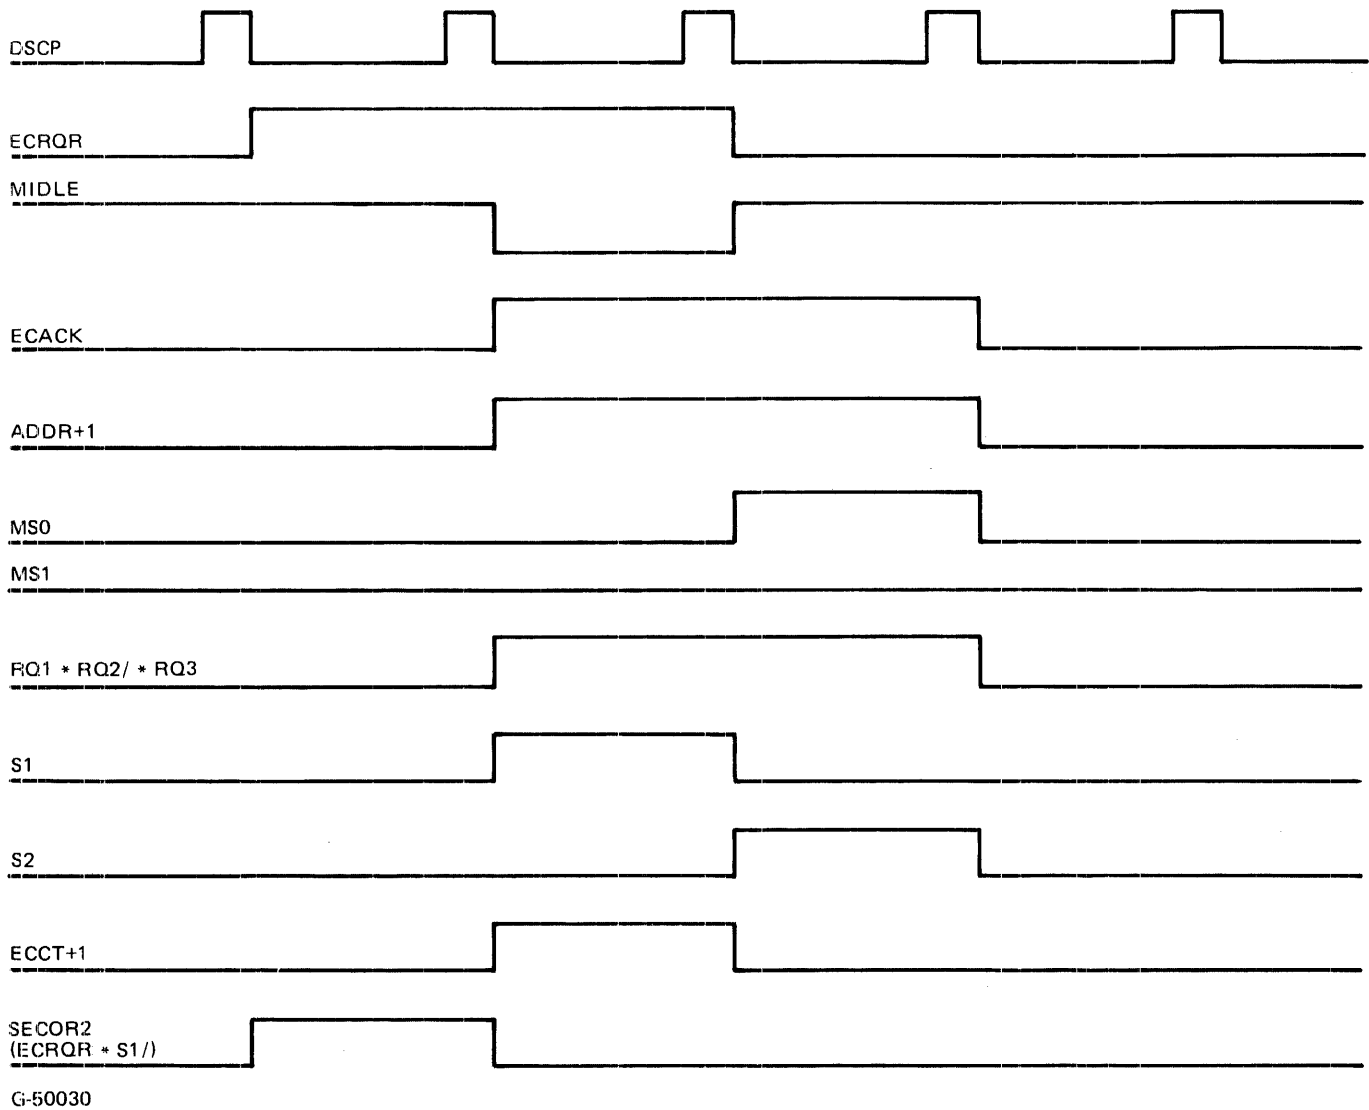 DSCP
ECRQR
MIDLE
ECACK
ADDR+1
MS0
MS1
RQ1 * RQ2/ * RQ3
S1
S2
ECCT+1
SECOR2
(ECRQR * S1/)
G-50030